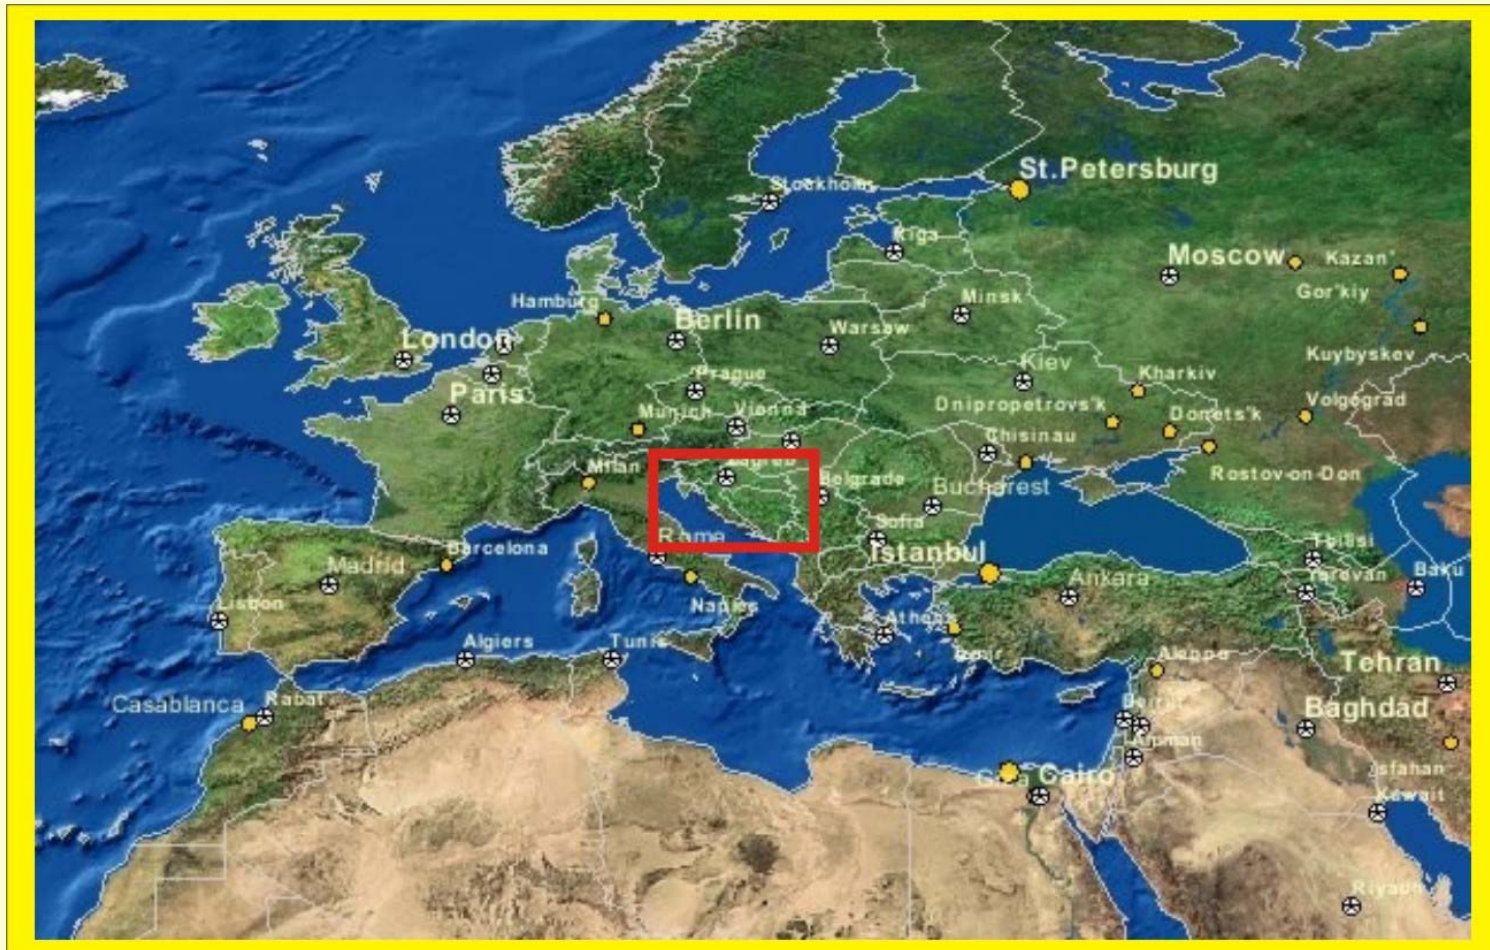 St.Petersburg
Stockholm
Riga
Moscow
Kazan'
Gor'kiy
Minsk
Hamburg
Berlin
Warsaw
London
Kuybyskev
Kiev
Kharkiv
Prague
Paris
Volgograd
Dnipropetrovs'k
Donets'k
Munich
Vienna
Chisinau
Milan
Zagreb
Rostov-on-Don
Belgrade
Bucharest
Sofia
Rome
Barcelona
Istanbul
Tbilisi
Madrid
Ankara
Yerevan
Baku
Lisbon
Naples
Athens
Algiers
Tunis
Izmir
Aleppo
Tehran
Casablanca
Rabat
Beirut
Baghdad
Amman
Isfahan
Giza
Cairo
Kuwait
Riyadh